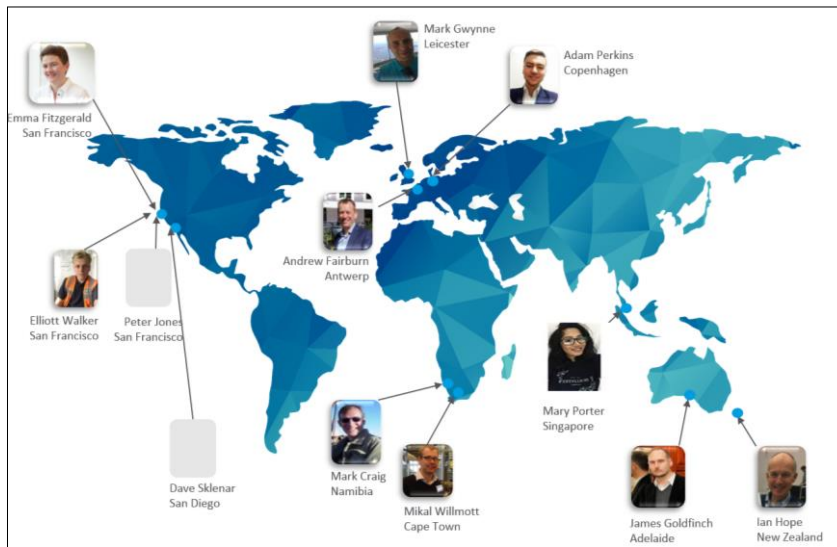 Mark Gwynne
Leicester
Adam Perkins
Copenhagen
Emma Fitzgerald
San Francisco
Andrew Fairburn
Antwerp
Elliott Walker
San Francisco
Peter Jones
San Francisco
Mary Porter
Singapore
Dave Sklenar
San Diego
Mark Craig
Namibia
Mikal Willmott
Cape Town
James Goldfinch
Adelaide
Ian Hope
New Zealand